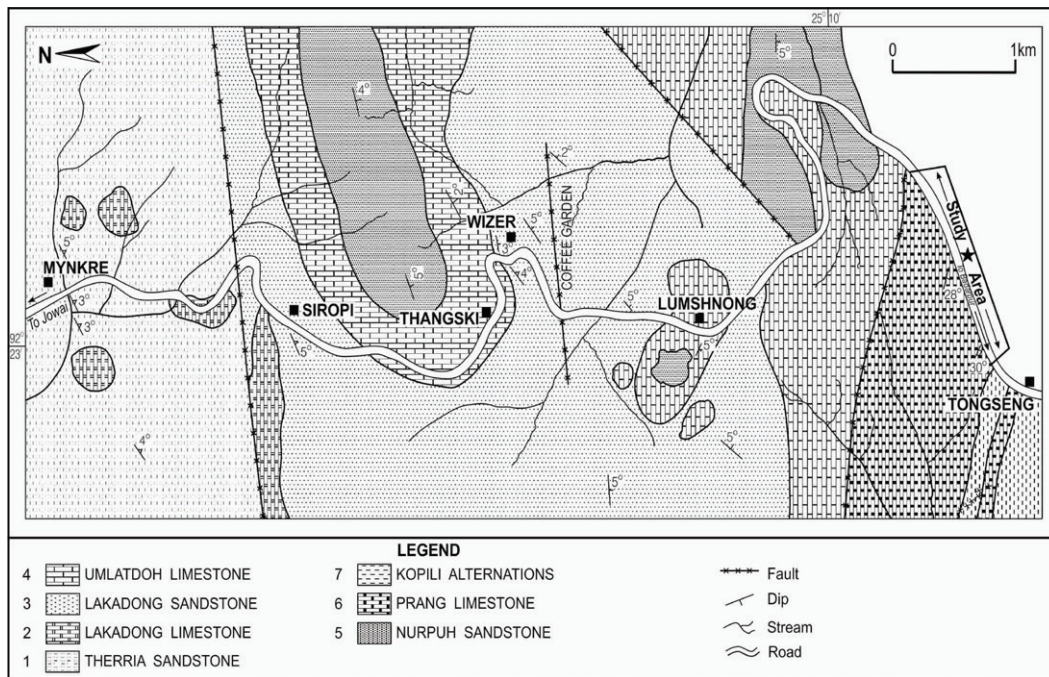 25° 10'
N
0 1km
5°
4°
2°
2°
WIZER
5°
3°
4°
COFFEE GARDEN
5°
MYNKRE
5°
3°
To Jowai
3°
92°
23'
SIROPI
5°
THANGSKI
5°
LUMSHNONG
5°
Study Area
28°
30°
TONGSENG
4°
5°
5°
LEGEND
4 UMLATDOH LIMESTONE
3 LAKADONG SANDSTONE
2 LAKADONG LIMESTONE
1 THERRIA SANDSTONE
7 KOPILI ALTERNATIONS
6 PRANG LIMESTONE
5 NURPUH SANDSTONE
Fault
Dip
Stream
Road